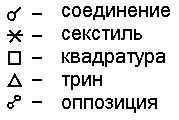 ☌ – соединение
⚹ – секстиль
□ – квадратура
△ – трин
☍ – оппозиция